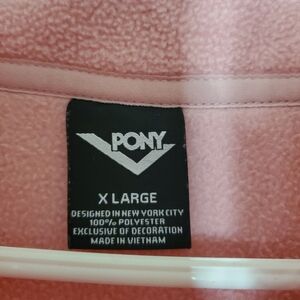 PONY
X LARGE
DESIGNED IN NEW YORK CITY
100% POLYESTER
EXCLUSIVE OF DECORATION
MADE IN VIETNAM